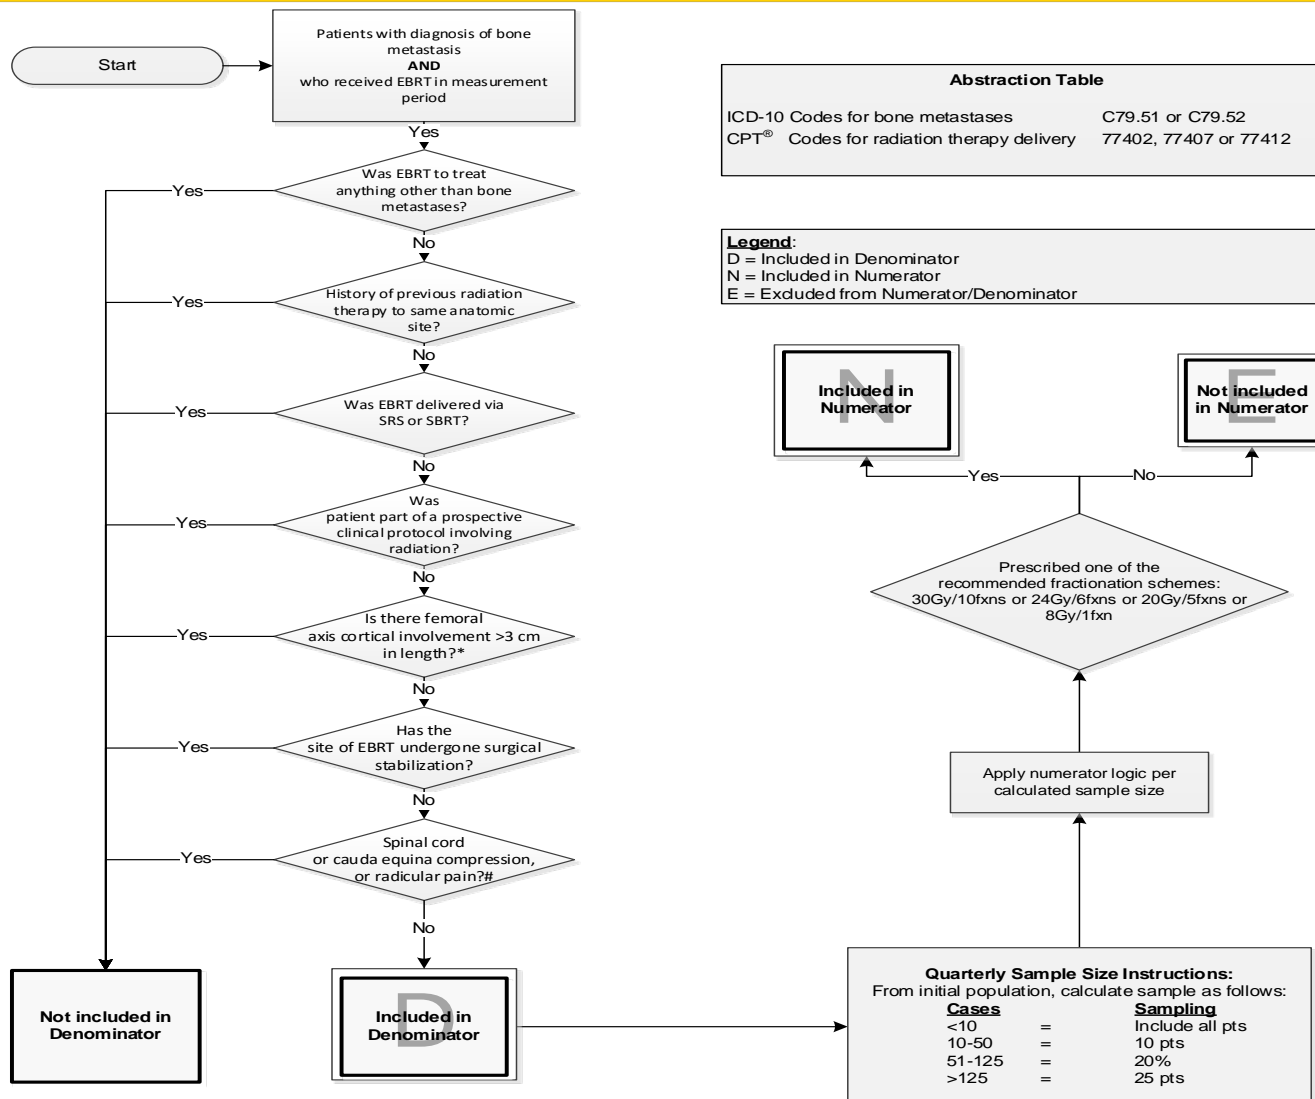 Start
Patients with diagnosis of bone
metastasis
AND
who received EBRT in measurement
period
Yes
Was EBRT to treat
anything other than bone
metastases?
Yes
No
History of previous radiation
therapy to same anatomic
site?
Yes
No
Was EBRT delivered via
SRS or SBRT?
Yes
No
Was
patient part of a prospective
clinical protocol involving
radiation?
Yes
No
Is there femoral
axis cortical involvement >3 cm
in length?*
Yes
No
Has the
site of EBRT undergone surgical
stabilization?
Yes
No
Spinal cord
or cauda equina compression,
or radicular pain?#
Yes
No
Not included in
Denominator
D
Included in
Denominator
Abstraction Table
ICD-10 Codes for bone metastases C79.51 or C79.52
CPT® Codes for radiation therapy delivery 77402, 77407 or 77412
Legend:
D = Included in Denominator
N = Included in Numerator
E = Excluded from Numerator/Denominator
N
Included in
Numerator
E
Not included
in Numerator
Yes
No
Prescribed one of the
recommended fractionation schemes:
30Gy/10fxns or 24Gy/6fxns or 20Gy/5fxns or
8Gy/1fxn
Apply numerator logic per
calculated sample size
Quarterly Sample Size Instructions:
From initial population, calculate sample as follows:
Cases Sampling
<10 = Include all pts
10-50 = 10 pts
51-125 = 20%
>125 = 25 pts